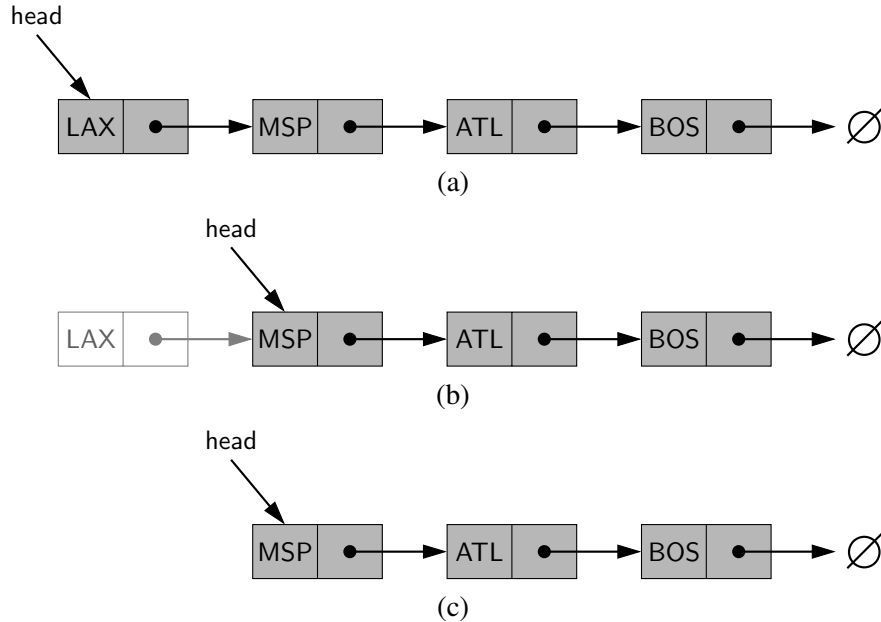 head
LAX MSP ATL BOS ∅
(a)
head
LAX MSP ATL BOS ∅
(b)
head
MSP ATL BOS ∅
(c)